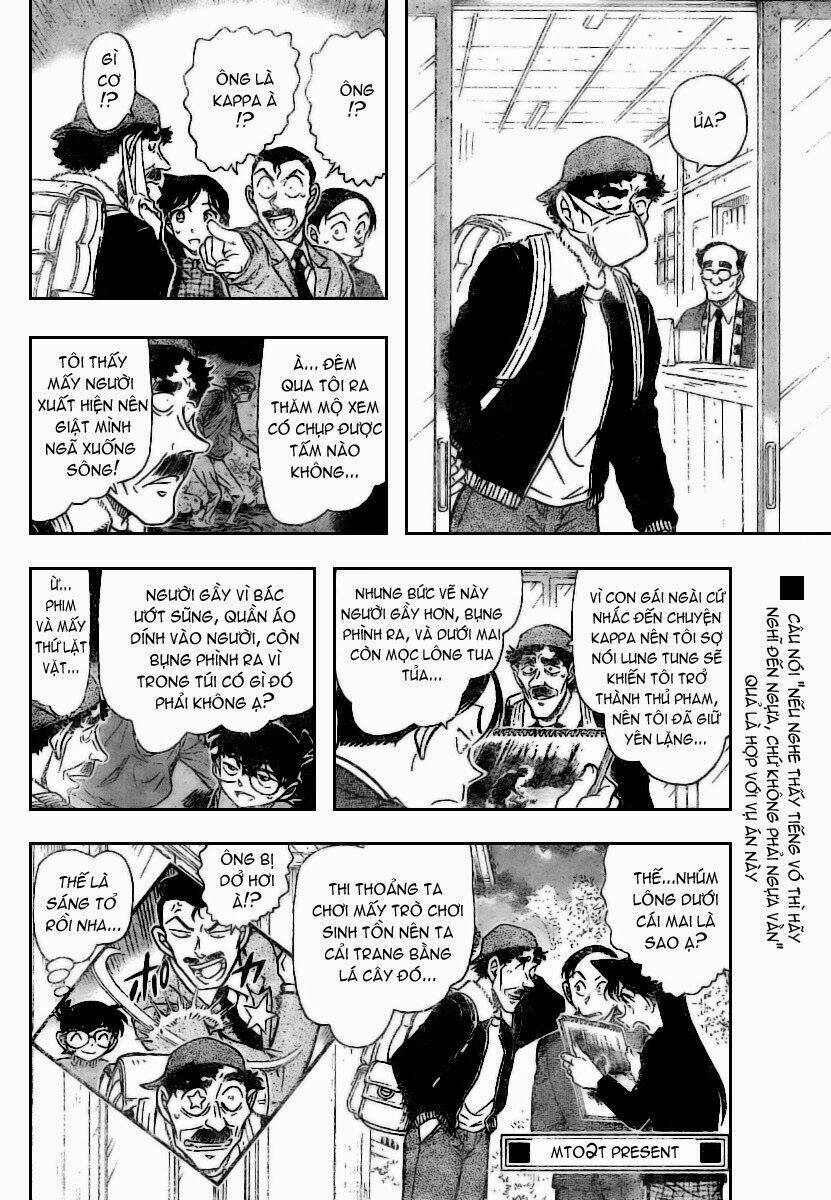 ỦA?
ÔNG
!?
ÔNG LÀ
KAPPA À
!?
GÌ
CƠ
!?
À... ĐÊM
QUA TÔI RA
THĂM MỘ XEM
CÓ CHỤP ĐƯỢC
TẤM NÀO
KHÔNG...
TÔI THẤY
MẤY NGƯỜI
XUẤT HIỆN NÊN
GIẬT MÌNH
NGÃ XUỐNG
SÔNG!
VÌ CON GÁI NGÀI CỨ
NHẮC ĐẾN CHUYỆN
KAPPA NÊN TÔI SỢ
NÓI LUNG TUNG SẼ
KHIẾN TÔI TRỞ
THÀNH THỦ PHẠM,
NÊN TÔI ĐÃ GIỮ
YÊN LẶNG...
NHƯNG BỨC VẼ NÀY
NGƯỜI GẦY HƠN, BỤNG
PHÌNH RA, VÀ DƯỚI MAI
CÒN MỌC LÔNG TUA
TỦA...
NGƯỜI GẦY VÌ BÁC
ƯỚT SŨNG, QUẦN ÁO
DÍNH VÀO NGƯỜI, CÒN
BỤNG PHÌNH RA VÌ
TRONG TÚI CÓ GÌ ĐÓ
PHẢI KHÔNG Ạ?
Ừ...
PHIM
VÀ MẤY
THỨ LẶT
VẶT...
THẾ...NHÚM
LÔNG DƯỚI
CÁI MAI LÀ
SAO Ạ?
THI THOẢNG TA
CHƠI MẤY TRÒ CHƠI
SINH TỒN NÊN TA
CẢI TRANG BẰNG
LÁ CÂY ĐÓ...
ÔNG BỊ
DỞ HƠI
À!?
THẾ LÀ
SÁNG TỎ
RỒI NHA...
CÂU NÓI "NẾU NGHE THẤY TIẾNG VÓ THÌ HÃY
NGHĨ ĐẾN NGỰA, CHỨ KHÔNG PHẢI NGỰA VẰN"
QUẢ LÀ HỢP VỚI VỤ ÁN NÀY
MTO2T PRESENT